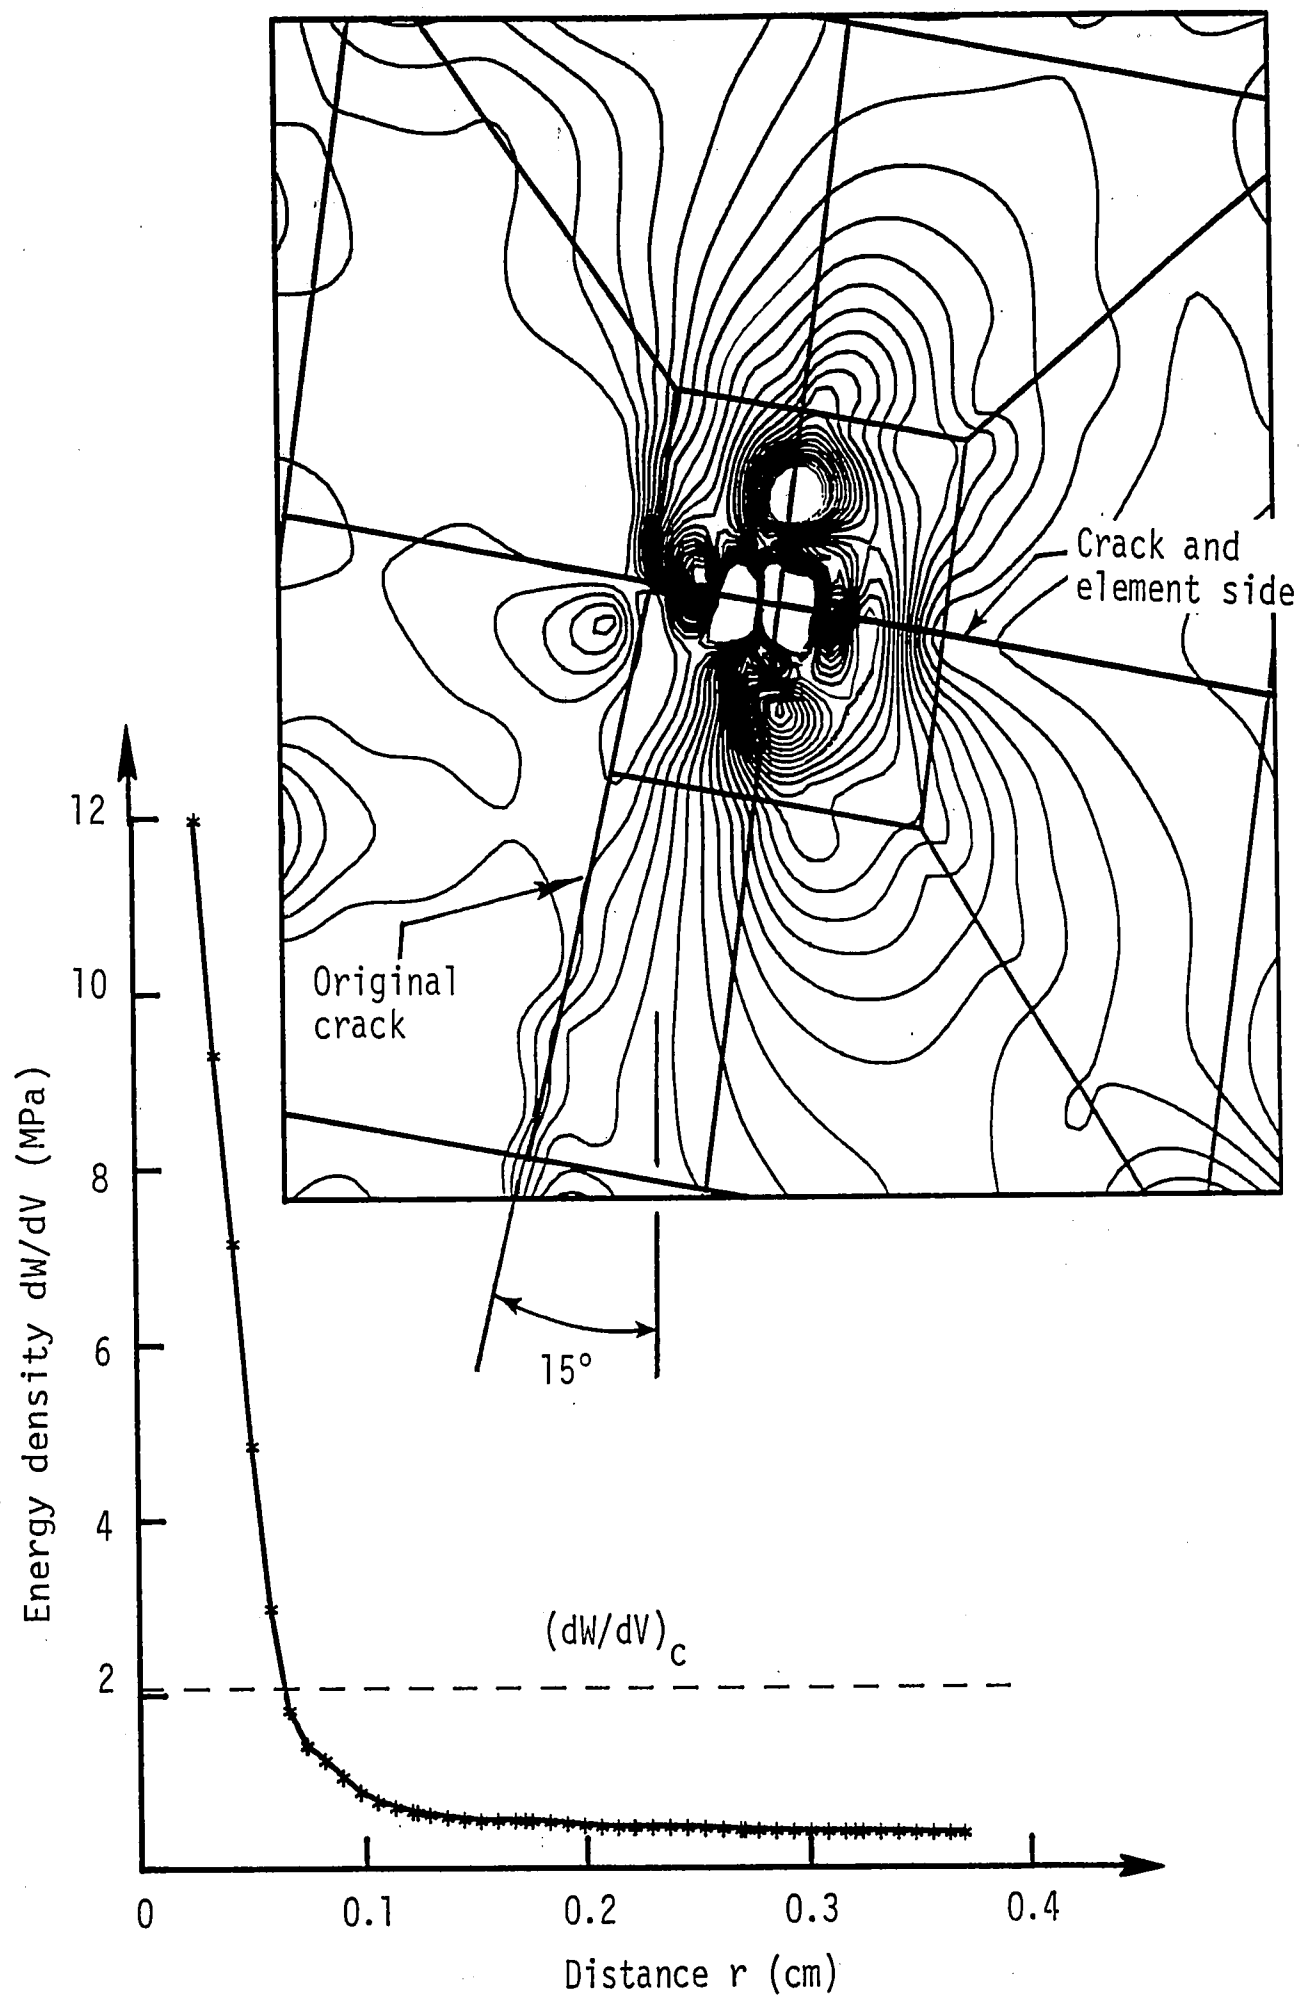 Crack and
element side
Original
crack
15°
Energy density dW/dV (MPa)
12
10
8
6
4
2
(dW/dV)c
0
0.1
0.2
0.3
0.4
Distance r (cm)